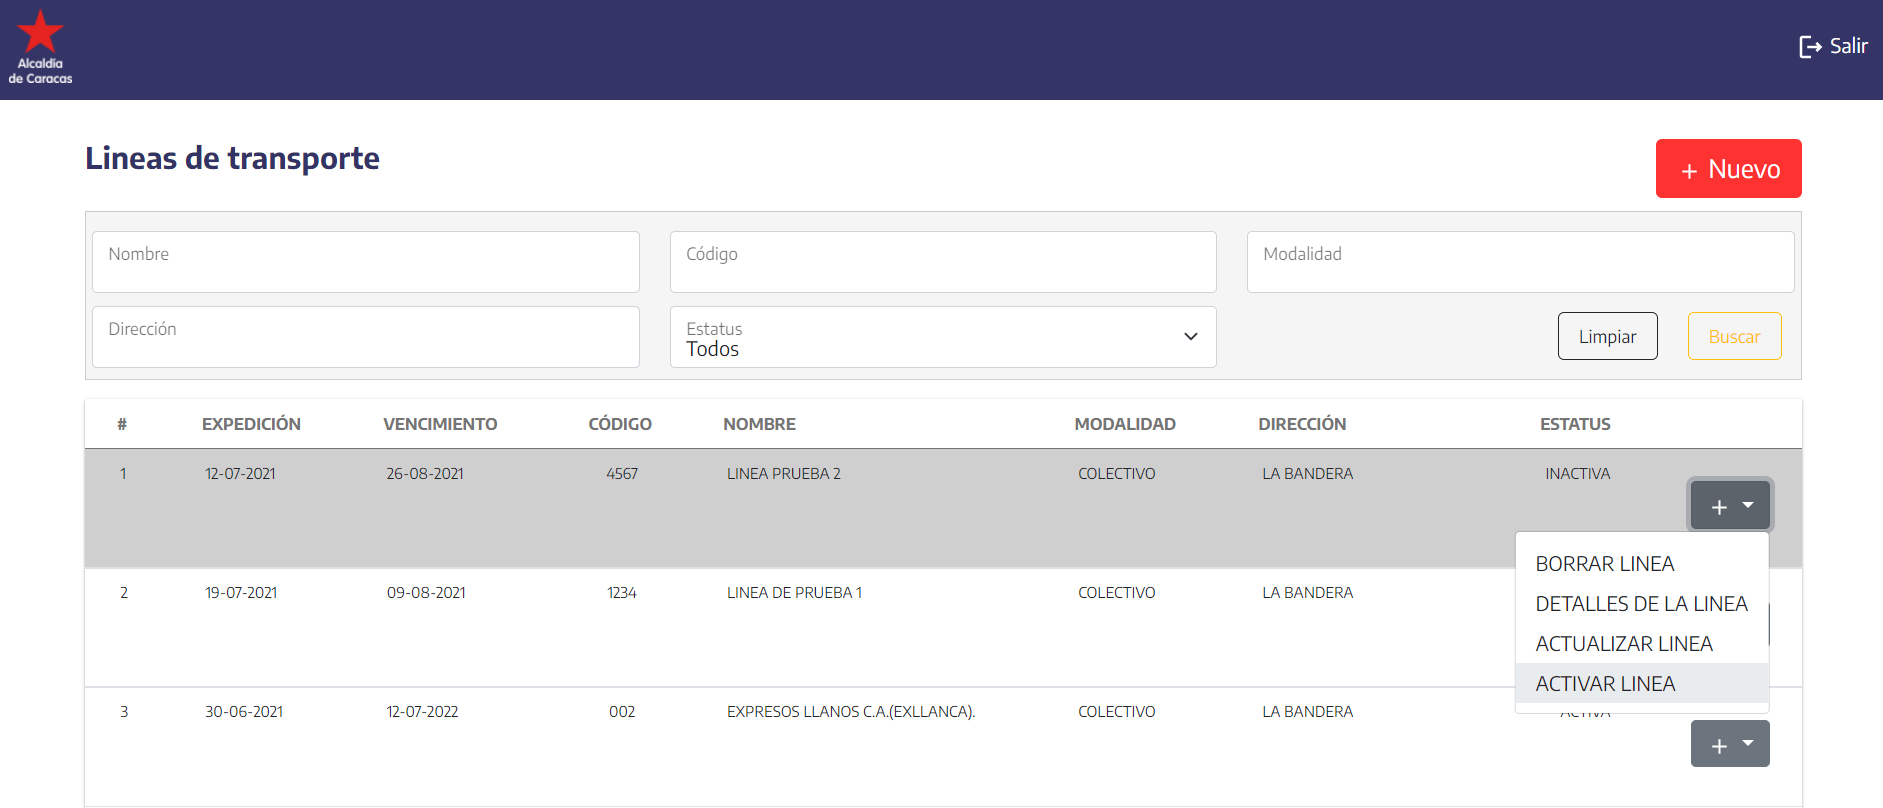 Alcaldía
de Caracas
Salir
Lineas de transporte
+ Nuevo
Nombre
Código
Modalidad
Dirección
Estatus
Todos
Limpiar
Buscar
# EXPEDICIÓN VENCIMIENTO CÓDIGO NOMBRE MODALIDAD DIRECCIÓN ESTATUS
1 12-07-2021 26-08-2021 4567 LINEA PRUEBA 2 COLECTIVO LA BANDERA INACTIVA
+
BORRAR LINEA
DETALLES DE LA LINEA
ACTUALIZAR LINEA
ACTIVAR LINEA
2 19-07-2021 09-08-2021 1234 LINEA DE PRUEBA 1 COLECTIVO LA BANDERA
3 30-06-2021 12-07-2022 002 EXPRESOS LLANOS C.A.(EXLLANCA). COLECTIVO LA BANDERA
+